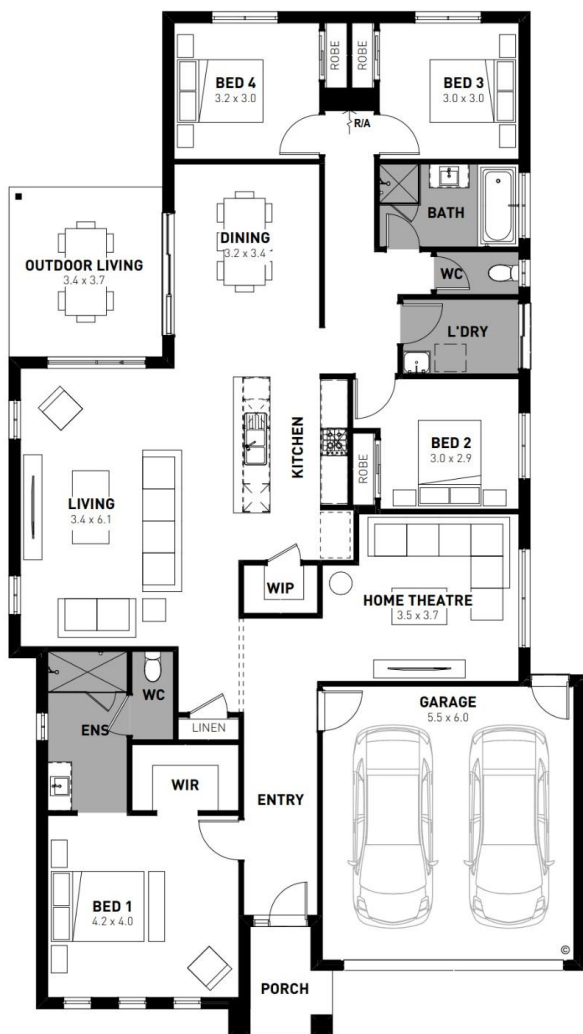 BED 4
3.2 x 3.0
ROBE
ROBE
BED 3
3.0 x 3.0
R/A
BATH
DINING
3.2 x 3.4
OUTDOOR LIVING
3.4 x 3.7
WC
L'DRY
KITCHEN
BED 2
3.0 x 2.9
ROBE
LIVING
3.4 x 6.1
WIP
HOME THEATRE
3.5 x 3.7
WC
ENS
LINEN
GARAGE
5.5 x 6.0
WIR
ENTRY
BED 1
4.2 x 4.0
©
PORCH